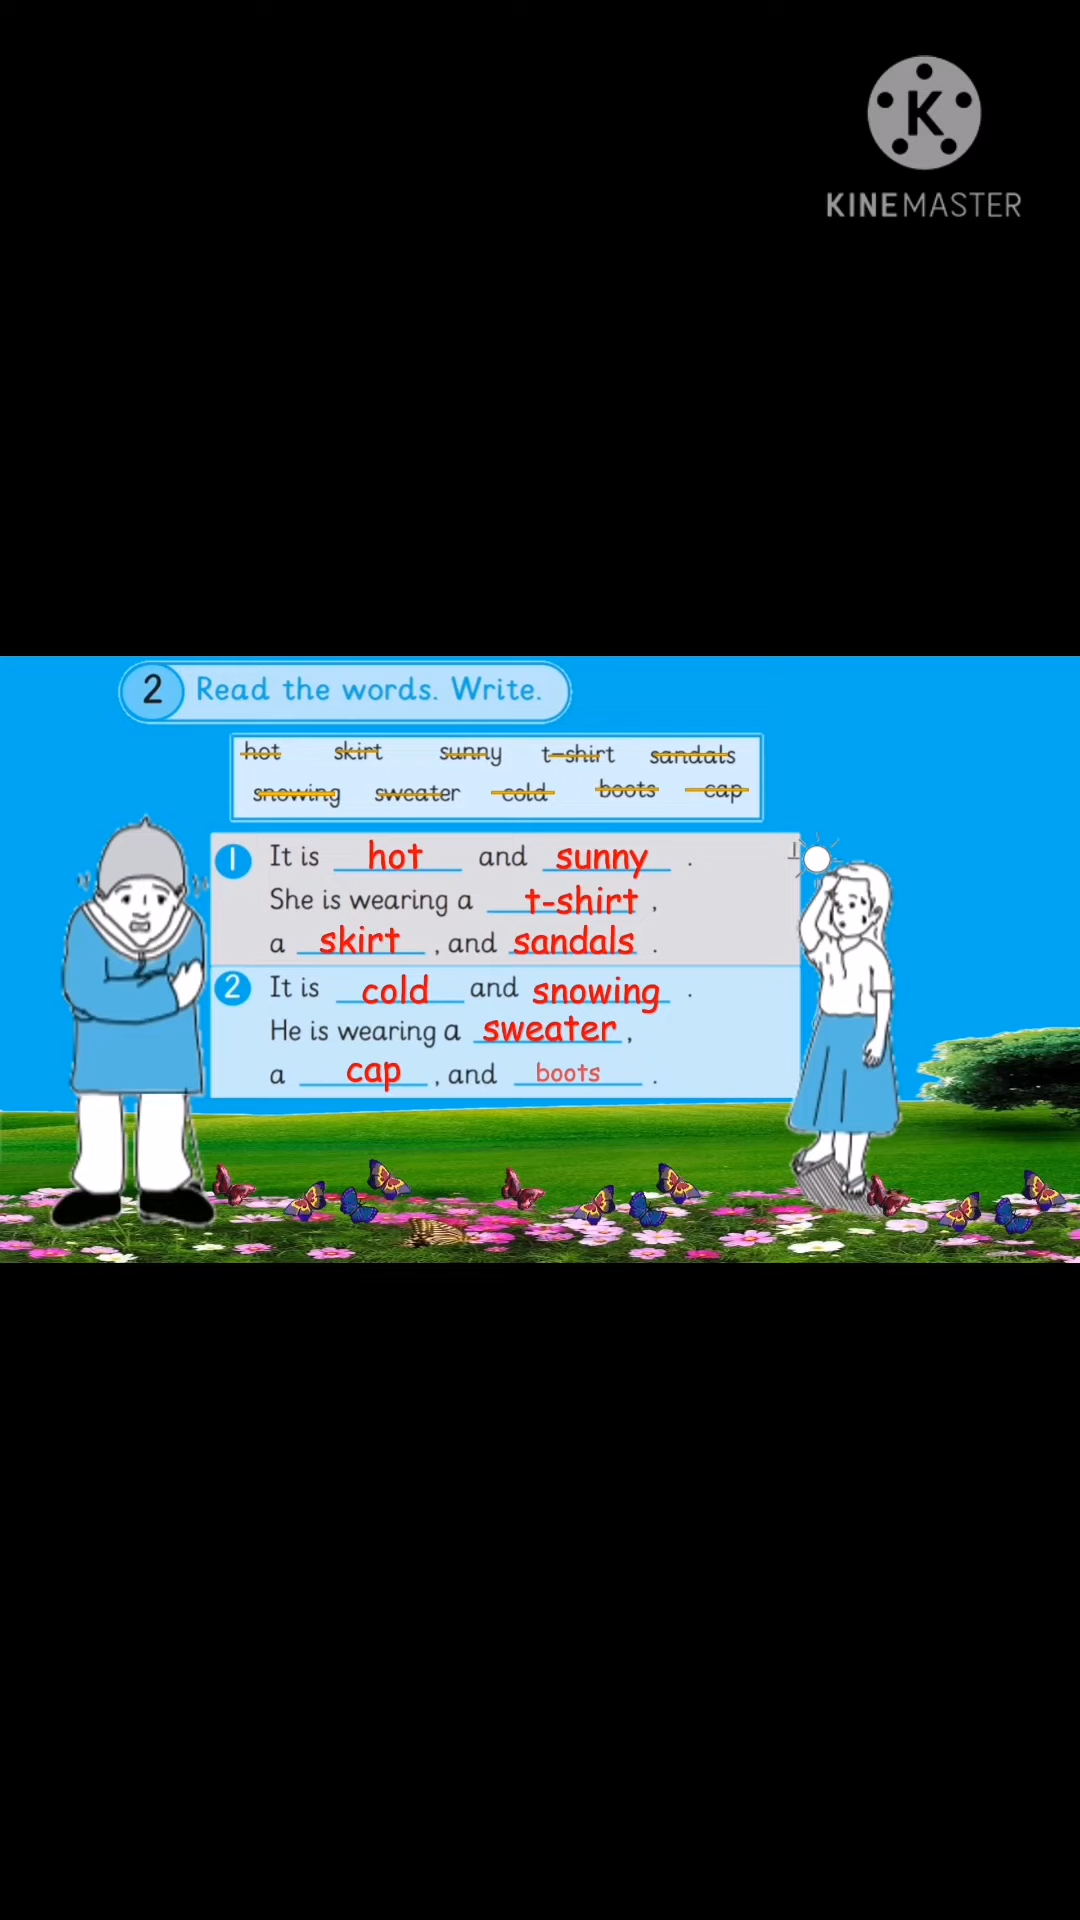 K
KINEMASTER
2 Read the words. Write.
hot skirt sunny t-shirt sandals
snowing sweater cold boots cap
1 It is hot and sunny .
She is wearing a t-shirt ,
a skirt , and sandals .
2 It is cold and snowing .
He is wearing a sweater ,
a cap , and boots .